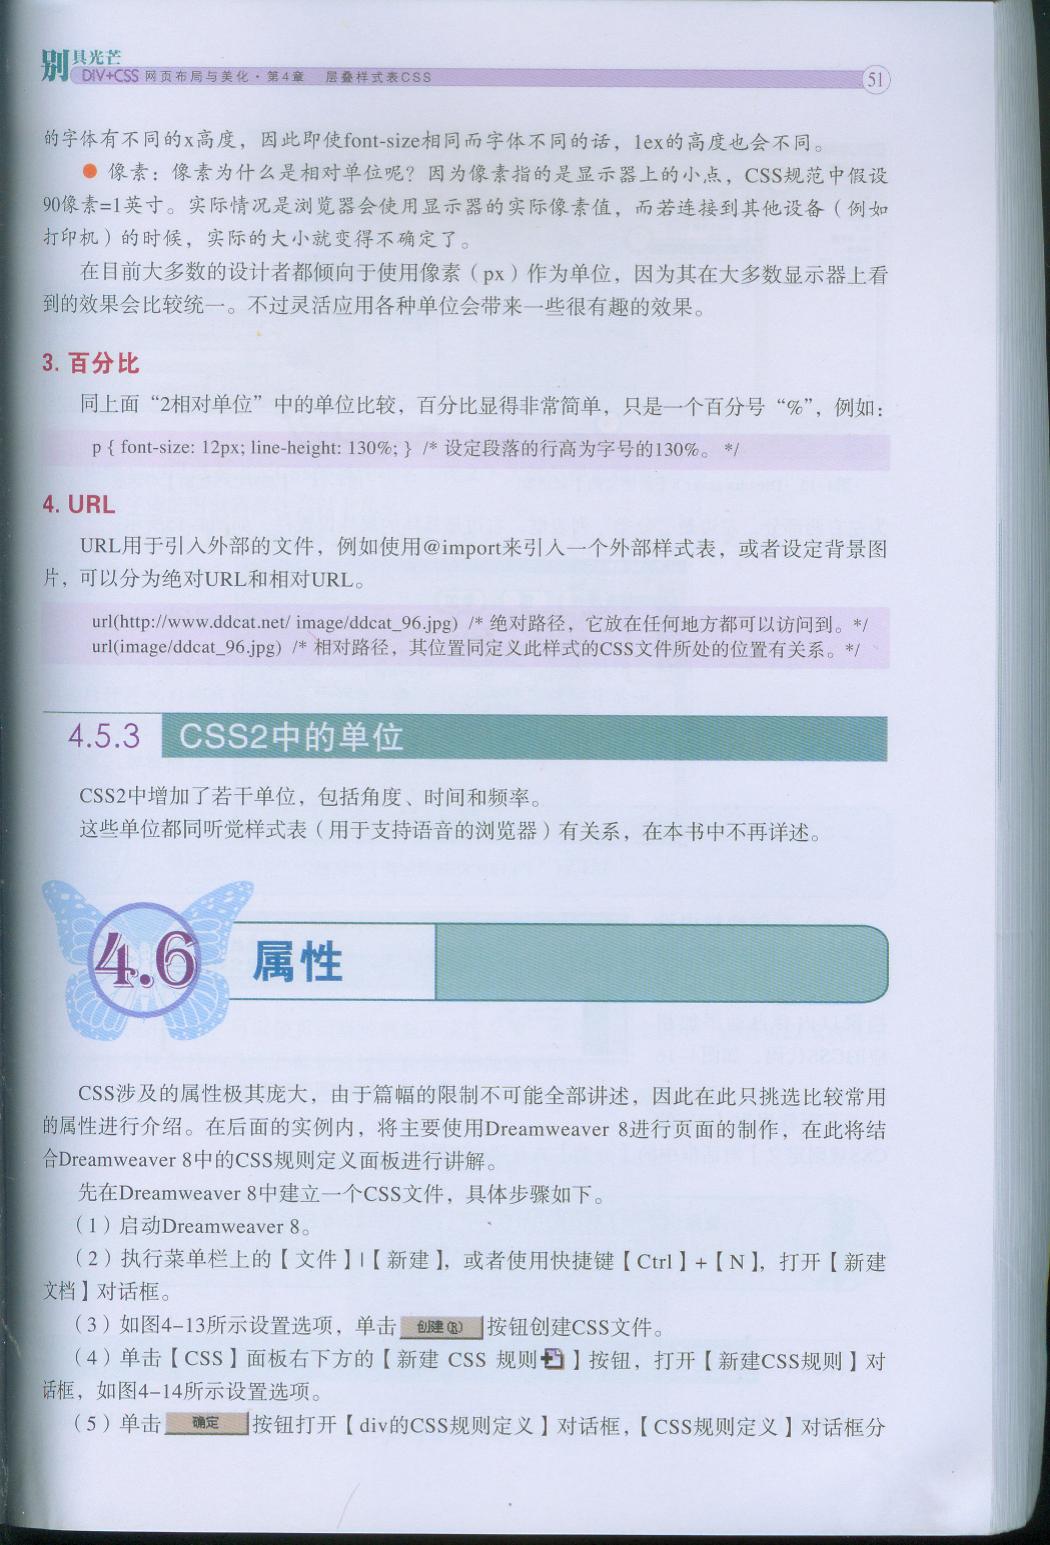 别具光芒
DIV+CSS 网页布局与美化·第4章 层叠样式表CSS
51
的字体有不同的x高度，因此即使font-size相同而字体不同的话，1ex的高度也会不同。
● 像素：像素为什么是相对单位呢？因为像素指的是显示器上的小点，CSS规范中假设
90像素=1英寸。实际情况是浏览器会使用显示器的实际像素值，而若连接到其他设备（例如
打印机）的时候，实际的大小就变得不确定了。
在目前大多数的设计者都倾向于使用像素（px）作为单位，因为其在大多数显示器上看
到的效果会比较统一。不过灵活应用各种单位会带来一些很有趣的效果。
3. 百分比
同上面“2相对单位”中的单位比较，百分比显得非常简单，只是一个百分号“%”，例如：
p { font-size: 12px; line-height: 130%; } /* 设定段落的行高为字号的130%。 */
4. URL
URL用于引入外部的文件，例如使用@import来引入一个外部样式表，或者设定背景图
片，可以分为绝对URL和相对URL。
url(http://www.ddcat.net/ image/ddcat_96.jpg) /* 绝对路径，它放在任何地方都可以访问到。*/
url(image/ddcat_96.jpg) /* 相对路径，其位置同定义此样式的CSS文件所处的位置有关系。*/
4.5.3 CSS2中的单位
CSS2中增加了若干单位，包括角度、时间和频率。
这些单位都同听觉样式表（用于支持语音的浏览器）有关系，在本书中不再详述。
4.6 属性
CSS涉及的属性极其庞大，由于篇幅的限制不可能全部讲述，因此在此只挑选比较常用
的属性进行介绍。在后面的实例内，将主要使用Dreamweaver 8进行页面的制作，在此将结
合Dreamweaver 8中的CSS规则定义面板进行讲解。
先在Dreamweaver 8中建立一个CSS文件，具体步骤如下。
（1）启动Dreamweaver 8。
（2）执行菜单栏上的【文件】|【新建】，或者使用快捷键【Ctrl】+【N】，打开【新建
文档】对话框。
（3）如图4-13所示设置选项，单击 创建(R) 按钮创建CSS文件。
（4）单击【CSS】面板右下方的【新建 CSS 规则】按钮，打开【新建CSS规则】对
话框，如图4-14所示设置选项。
（5）单击 确定 按钮打开【div的CSS规则定义】对话框，【CSS规则定义】对话框分